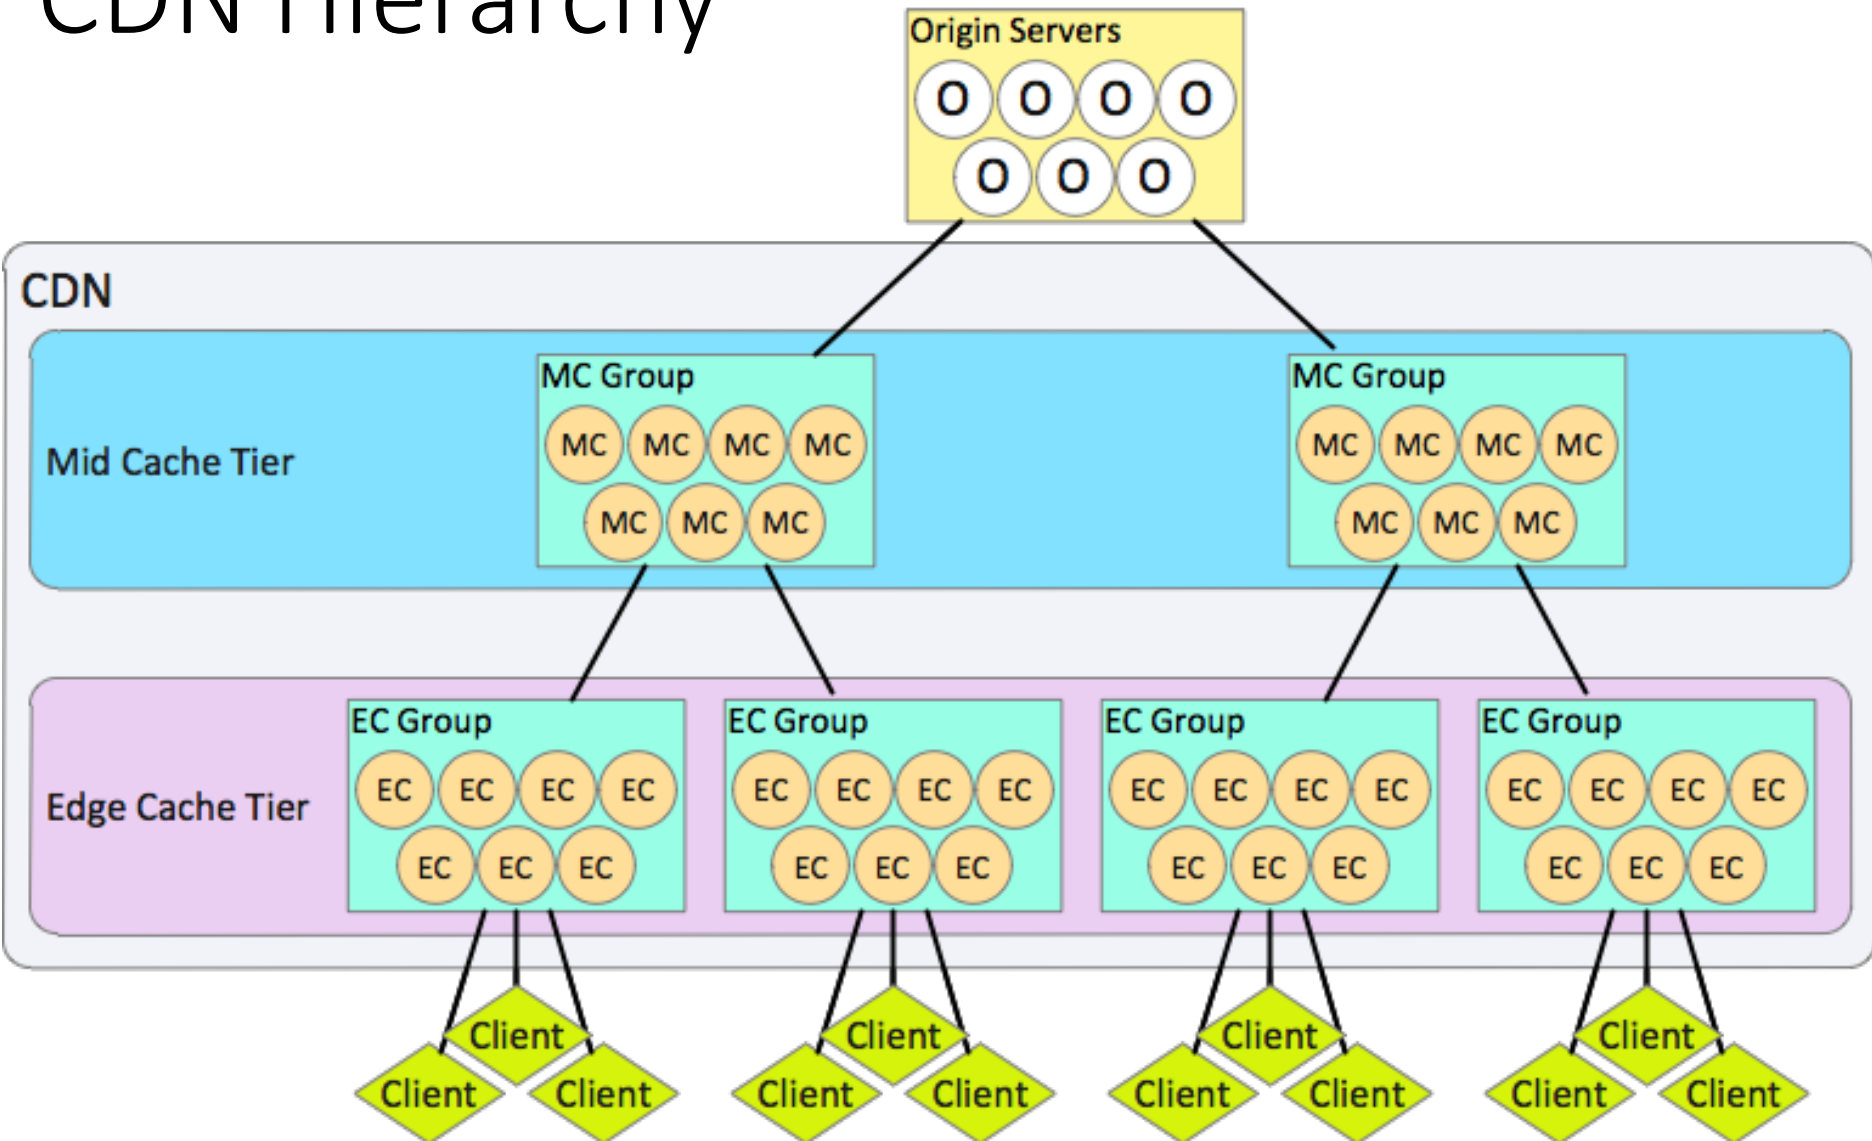 CDN Hierarchy
Origin Servers
O O O O
O O O
CDN
MC Group MC Group
MC MC MC MC MC MC MC MC
Mid Cache Tier
MC MC MC MC MC MC
EC Group EC Group EC Group EC Group
EC EC EC EC EC EC EC EC EC EC EC EC EC EC EC EC
Edge Cache Tier
EC EC EC EC EC EC EC EC EC EC EC EC
Client Client Client Client
Client Client Client Client Client Client Client Client